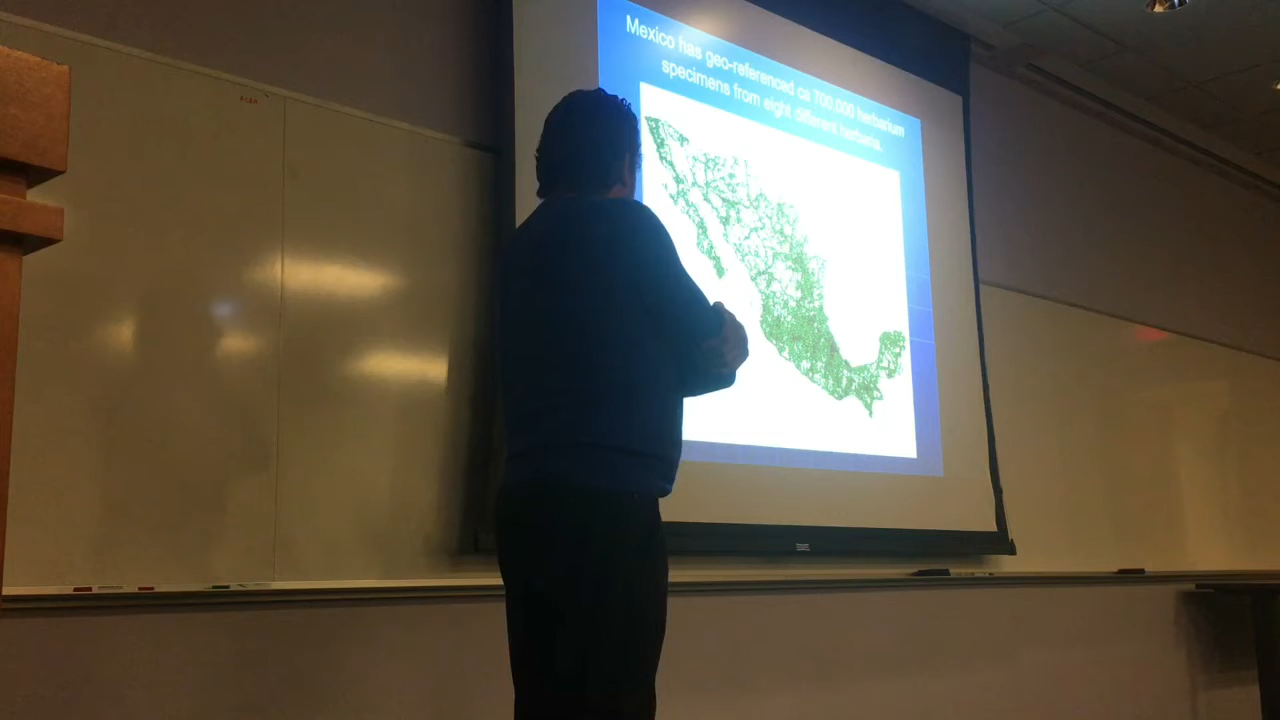 Mexico has geo-referenced ca 700,000 herbarium
specimens from eight different herbaria.